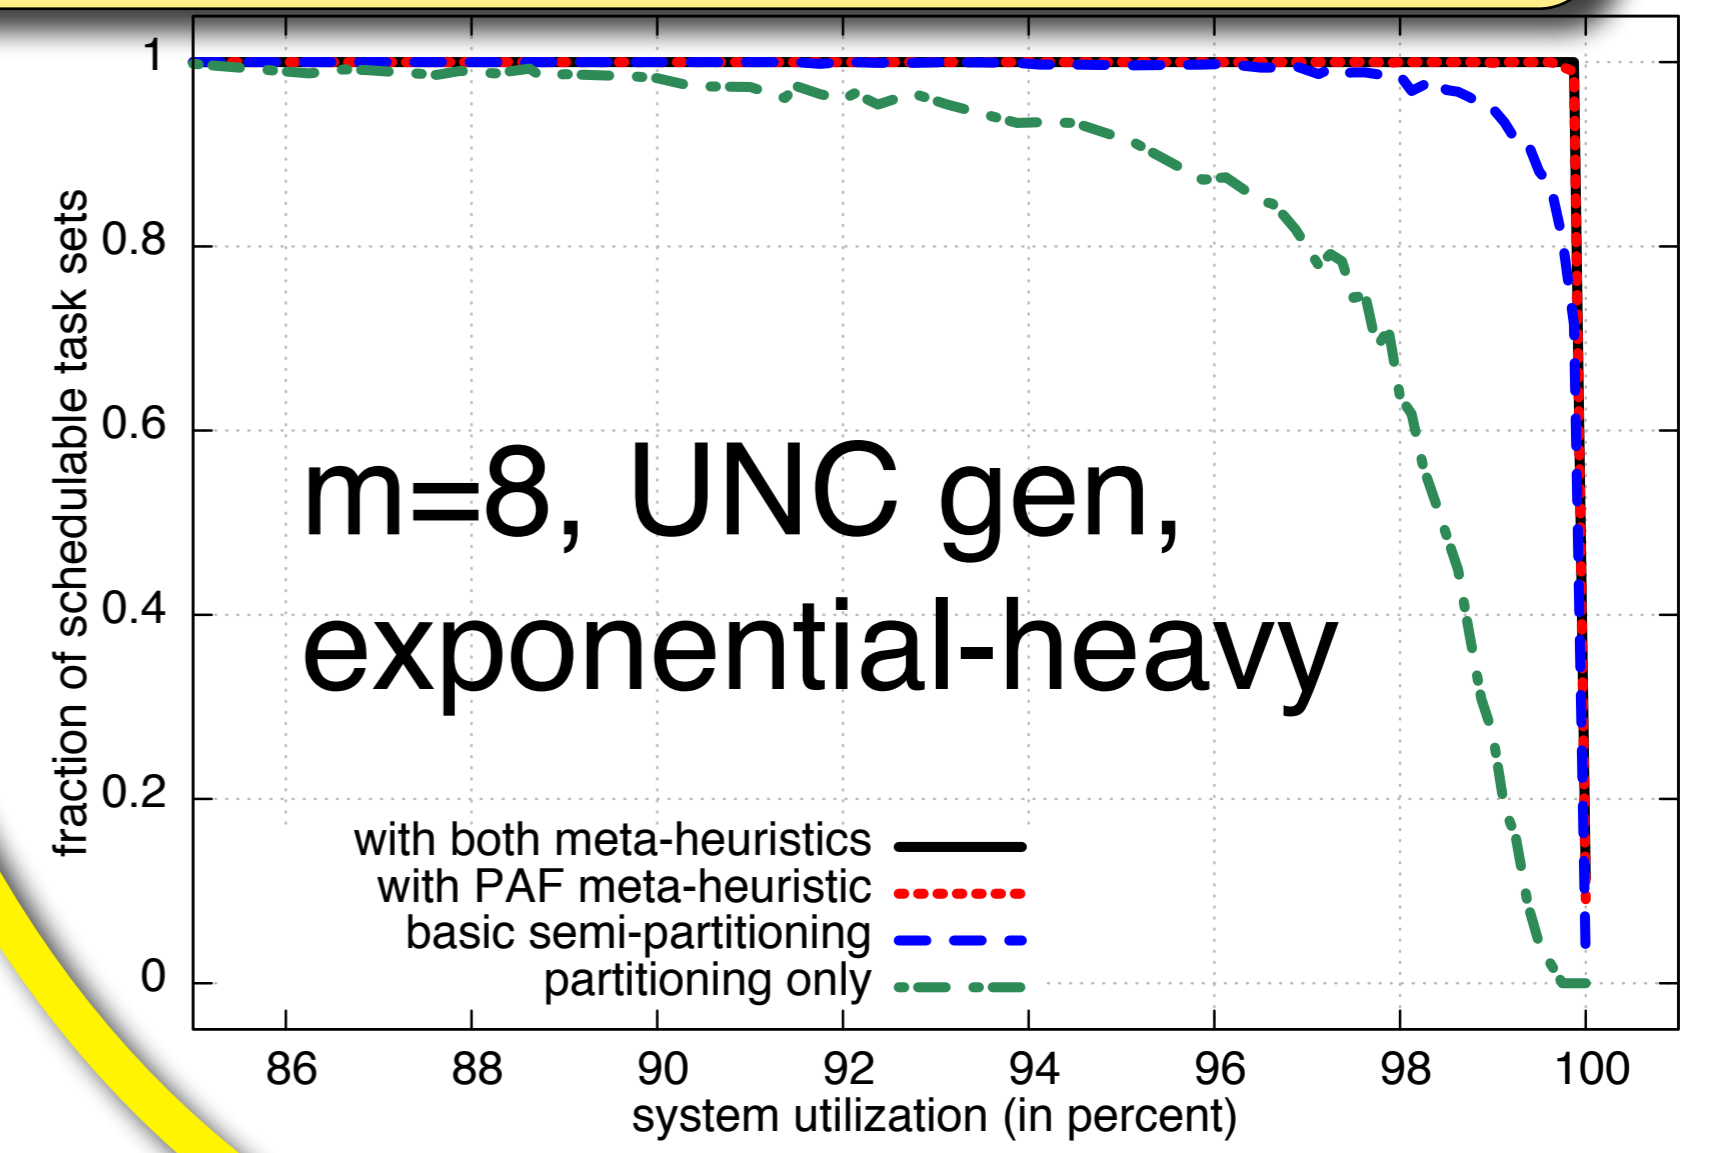 1
0.8
0.6
0.4
0.2
0
fraction of schedulable task sets
m=8, UNC gen,
exponential-heavy
with both meta-heuristics
with PAF meta-heuristic
basic semi-partitioning
partitioning only
86 88 90 92 94 96 98 100
system utilization (in percent)